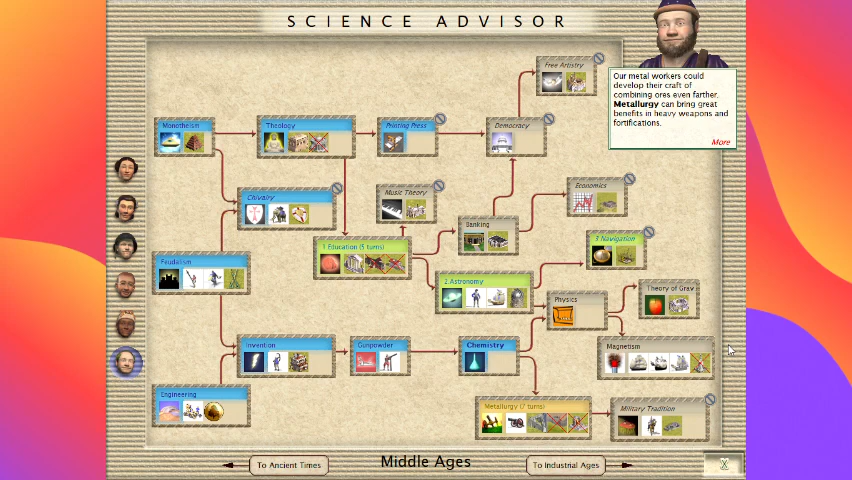 SCIENCE ADVISOR
Free Artistry
Our metal workers could
develop their craft of
combining ores even farther.
Metallurgy can bring great
benefits in heavy weapons and
fortifications.
More
Monotheism
Theology
Printing Press
Democracy
Chivalry
Music Theory
Economics
Banking
Feudalism
1 Education (5 turns)
3 Navigation
2 Astronomy
Physics
Theory of Grav
Invention
Gunpowder
Chemistry
Magnetism
Engineering
Metallurgy (7 turns)
Military Tradition
To Ancient Times
Middle Ages
To Industrial Ages
X